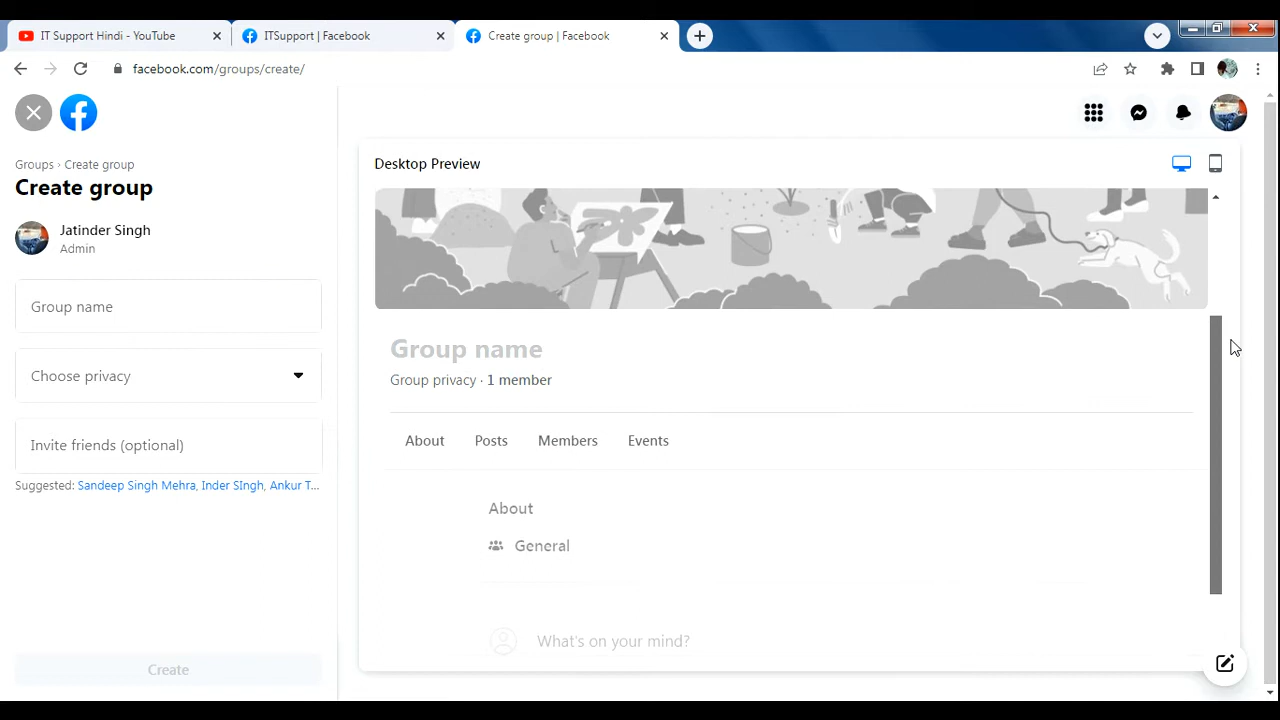 IT Support Hindi - YouTube
ITSupport | Facebook
Create group | Facebook
facebook.com/groups/create/
Groups › Create group
Create group
Jatinder Singh
Admin
Group name
Choose privacy
Invite friends (optional)
Suggested: Sandeep Singh Mehra, Inder SIngh, Ankur T...
Create
Desktop Preview
Group name
Group privacy · 1 member
About Posts Members Events
About
General
What's on your mind?